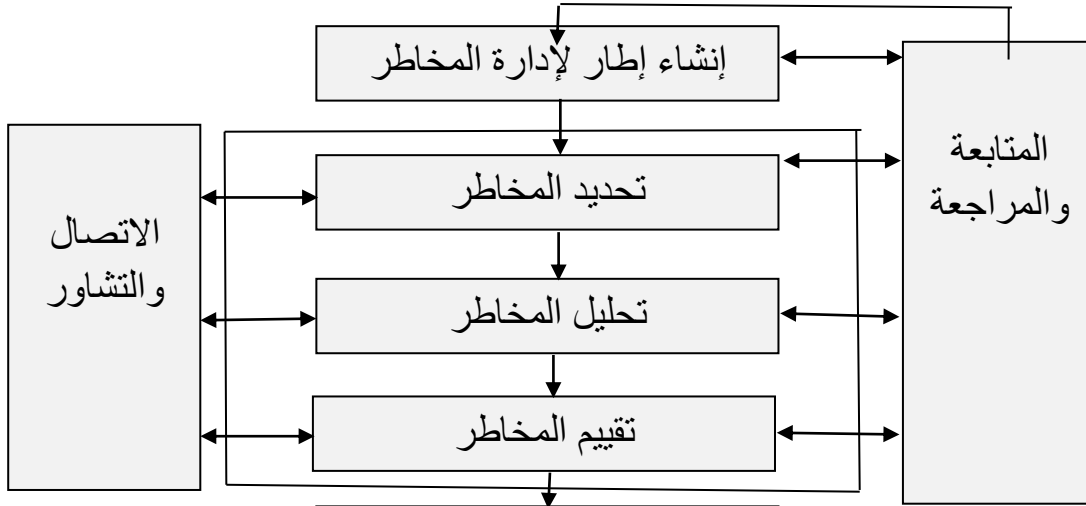 إنشاء إطار لإدارة المخاطر
المتابعة
والمراجعة
تحديد المخاطر
الاتصال
والتشاور
تحليل المخاطر
تقييم المخاطر